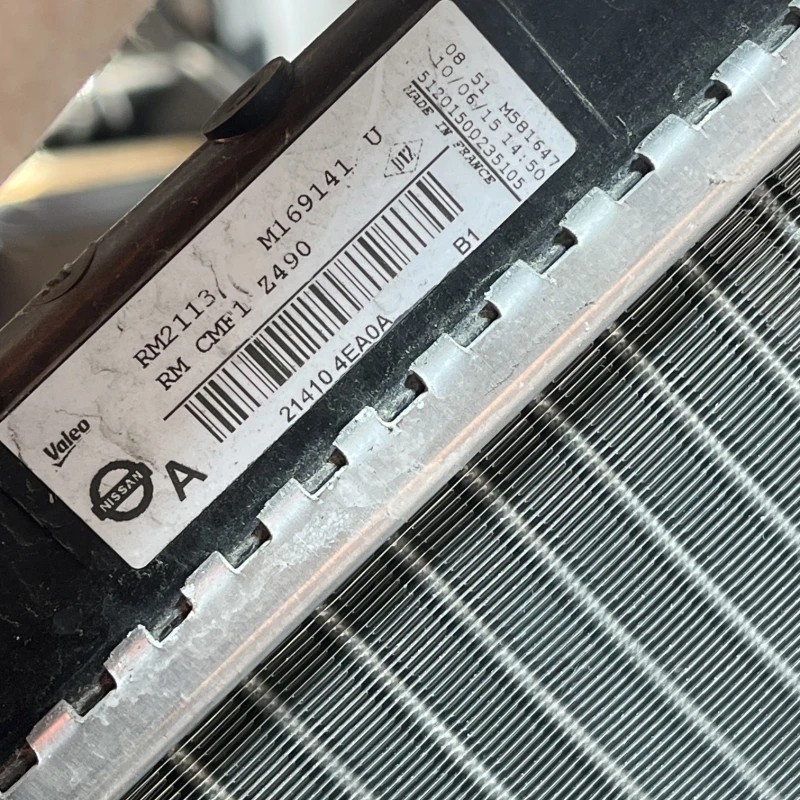 08 51 M581647
10/06/15 14:50
51201500235105
MADE IN FRANCE
RM2113/ M169141 U
RM CMF1 Z490
B1
21410 4EA0A
Valeo
NISSAN
A